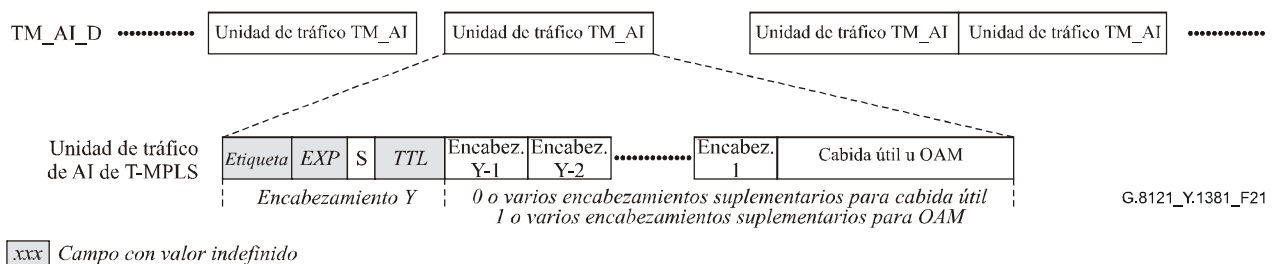 TM_AI_D
Unidad de tráfico TM_AI
Unidad de tráfico TM_AI
Unidad de tráfico TM_AI
Unidad de tráfico TM_AI
Unidad de tráfico
de AI de T-MPLS
Etiqueta
EXP
S
TTL
Encabez.
Y-1
Encabez.
Y-2
Encabez.
1
Cabida útil u OAM
Encabezamiento Y
0 o varios encabezamientos suplementarios para cabida útil
1 o varios encabezamientos suplementarios para OAM
G.8121_Y.1381_F21
xxx Campo con valor indefinido